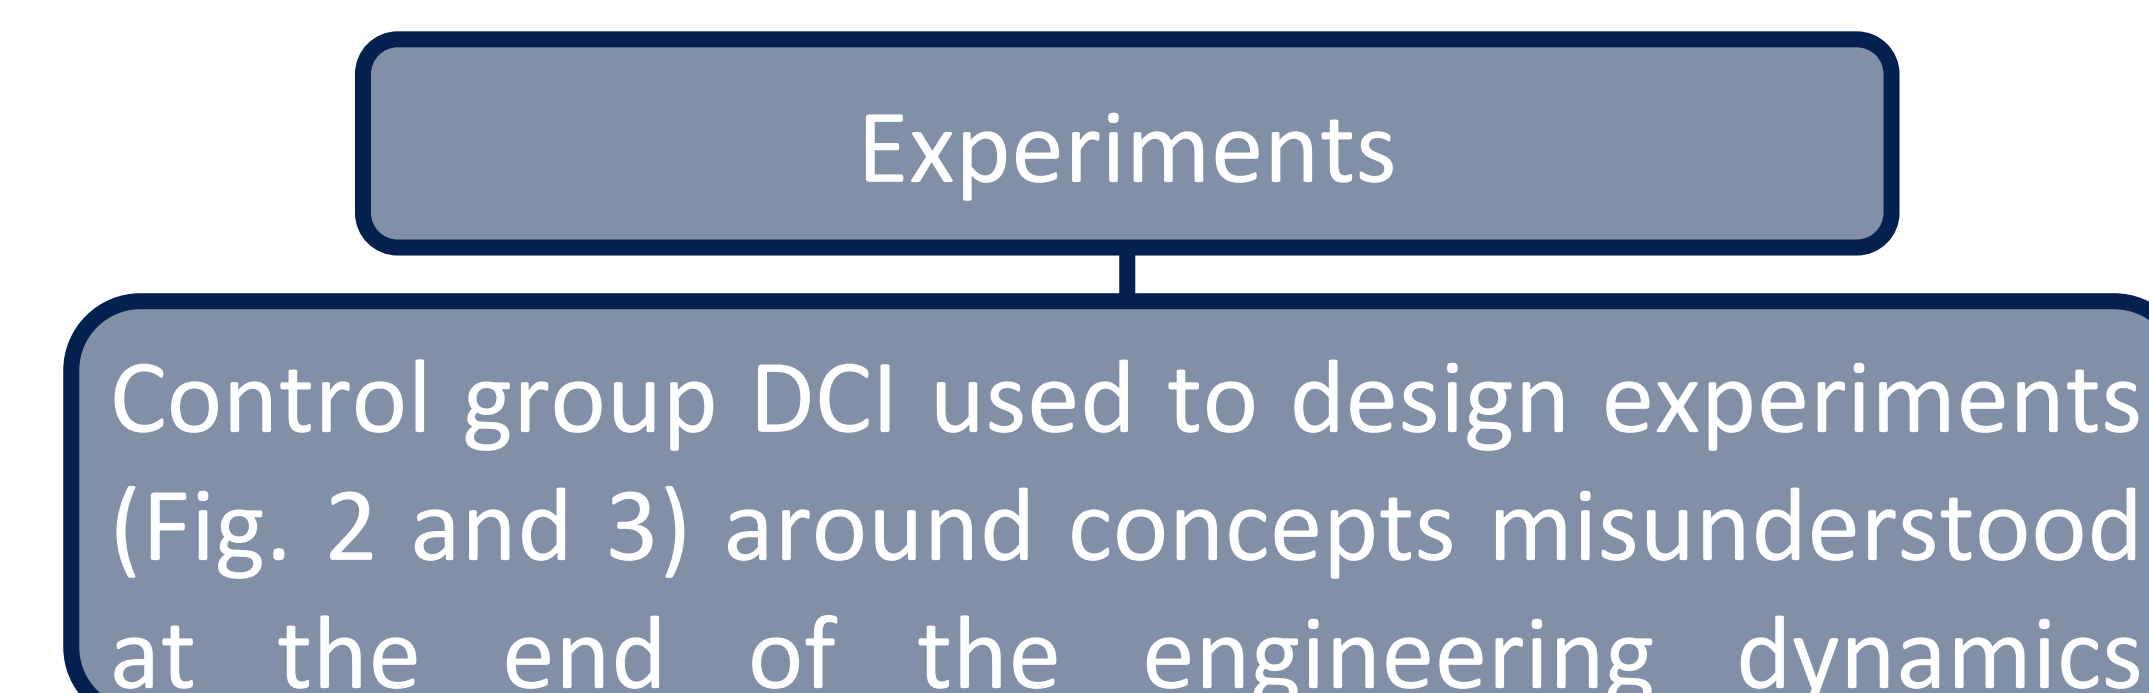 Experiments
Control group DCI used to design experiments
(Fig. 2 and 3) around concepts misunderstood
at the end of the engineering dynamics